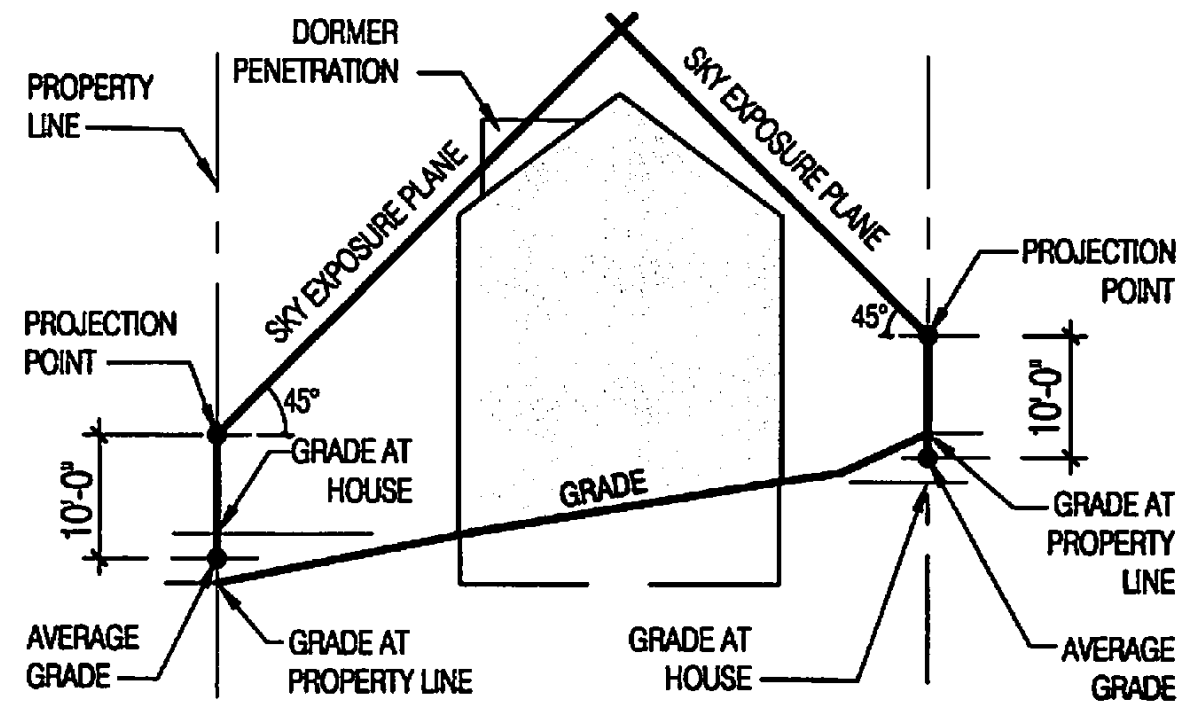 DORMER
PENETRATION
PROPERTY
LINE
SKY EXPOSURE PLANE
SKY EXPOSURE PLANE
PROJECTION
POINT
PROJECTION
POINT
45°
45°
10'-0"
10'-0"
GRADE AT
HOUSE
GRADE
GRADE AT
PROPERTY
LINE
AVERAGE
GRADE
GRADE AT
PROPERTY LINE
GRADE AT
HOUSE
AVERAGE
GRADE